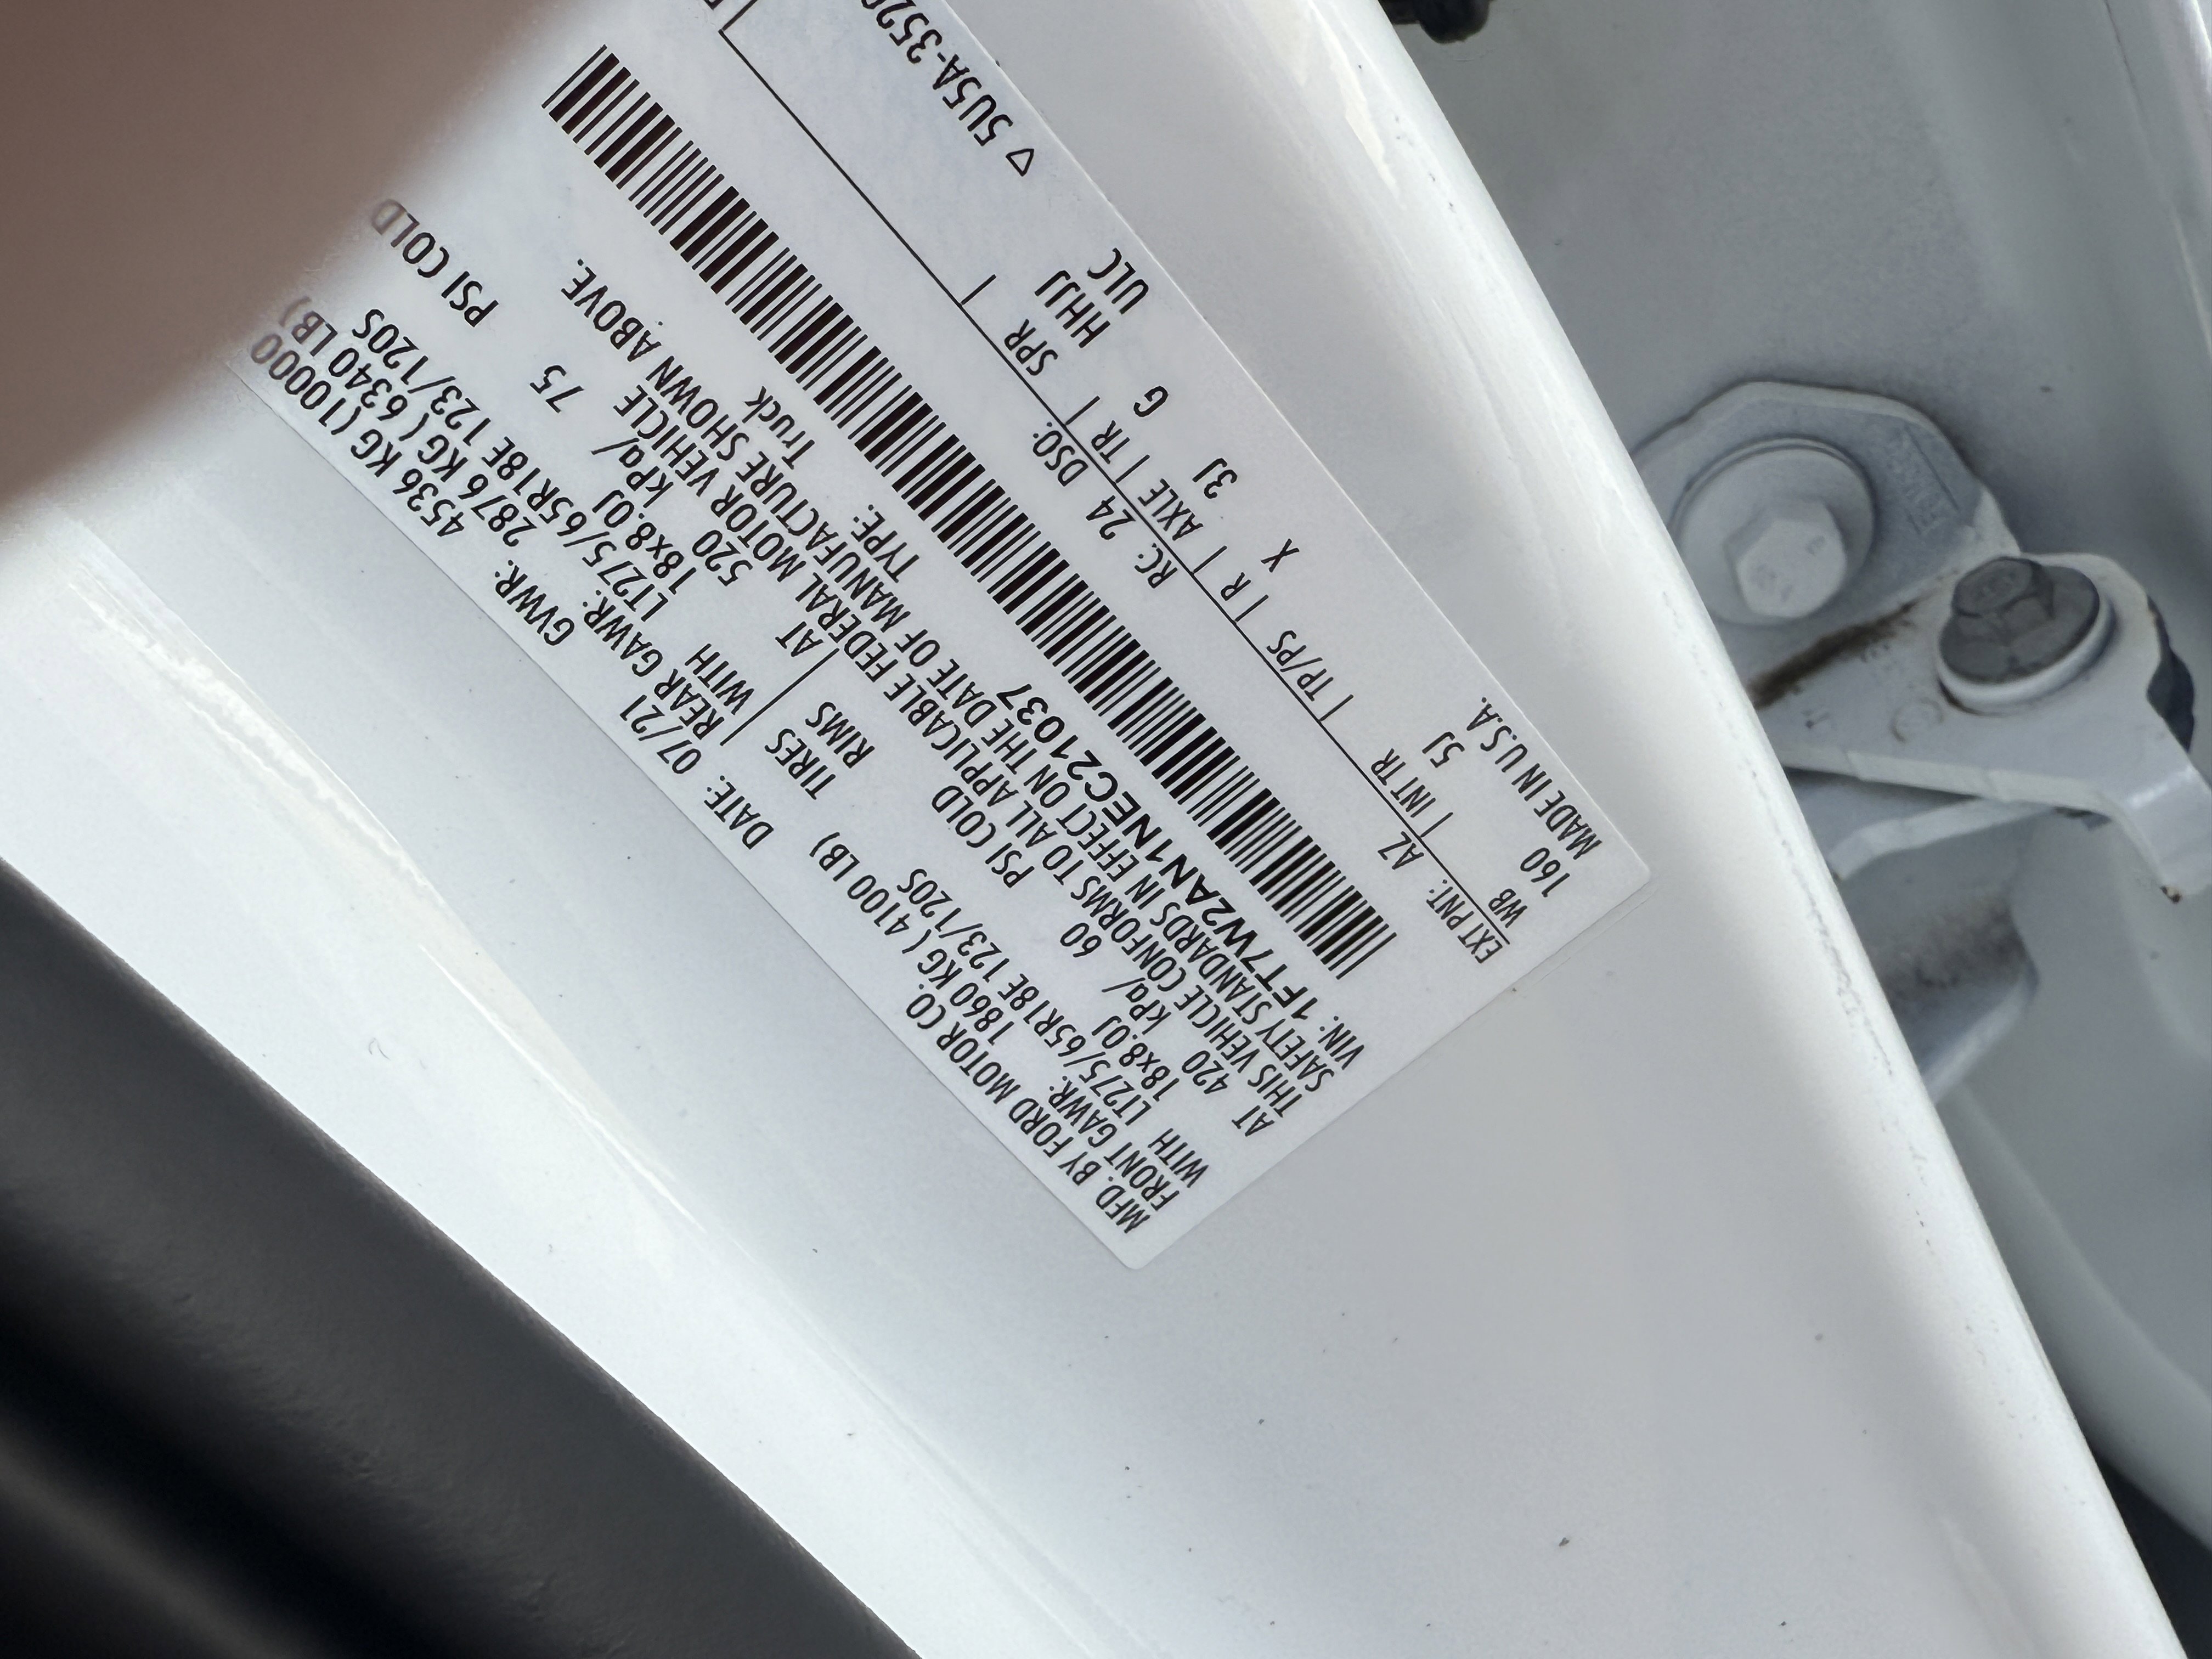 MFD. BY FORD MOTOR CO.
DATE: 07/21
GVWR: 4536 KG (10000 LB)
FRONT GAWR: 1860 KG (4100 LB)
REAR GAWR: 2876 KG (6340 LB)
WITH LT275/65R18E 123/120S TIRES
WITH LT275/65R18E 123/120S
18x8.0J RIMS
18x8.0J
AT 420 kPa/ 60 PSI COLD
AT 520 kPa/ 75 PSI COLD
THIS VEHICLE CONFORMS TO ALL APPLICABLE FEDERAL MOTOR VEHICLE
SAFETY STANDARDS IN EFFECT ON THE DATE OF MANUFACTURE SHOWN ABOVE.
VIN: 1FT7W2AN1NEC21037
TYPE: Truck
EXT PNT: AZ RC: 24 DSO:
WB INT TR TP/PS R AXLE TR SPR
160 5J X 3J G HHJJ
MADE IN U.S.A. ULC
▽ 5U5A-3520